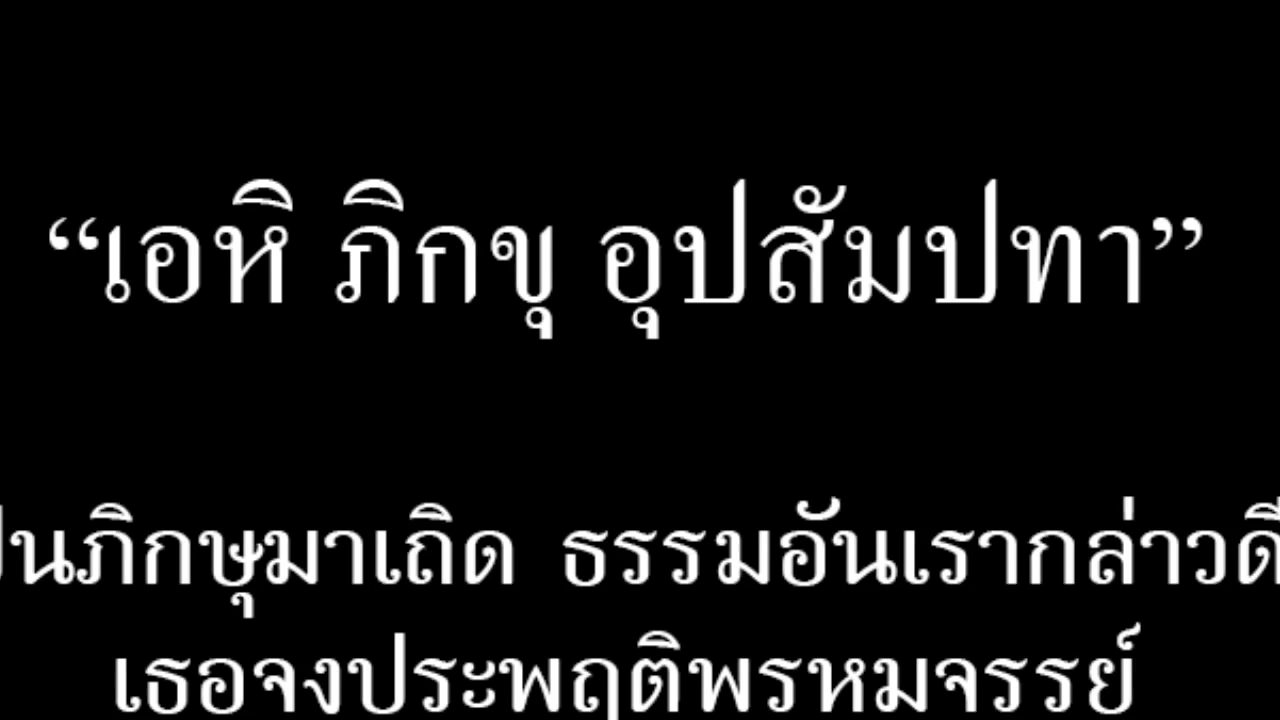 “เอหิ ภิกขุ อุปสัมปทา”
ป็นภิกษุมาเถิด ธรรมอันเรากล่าวดี
เธอจงประพฤติพรหมจรรย์